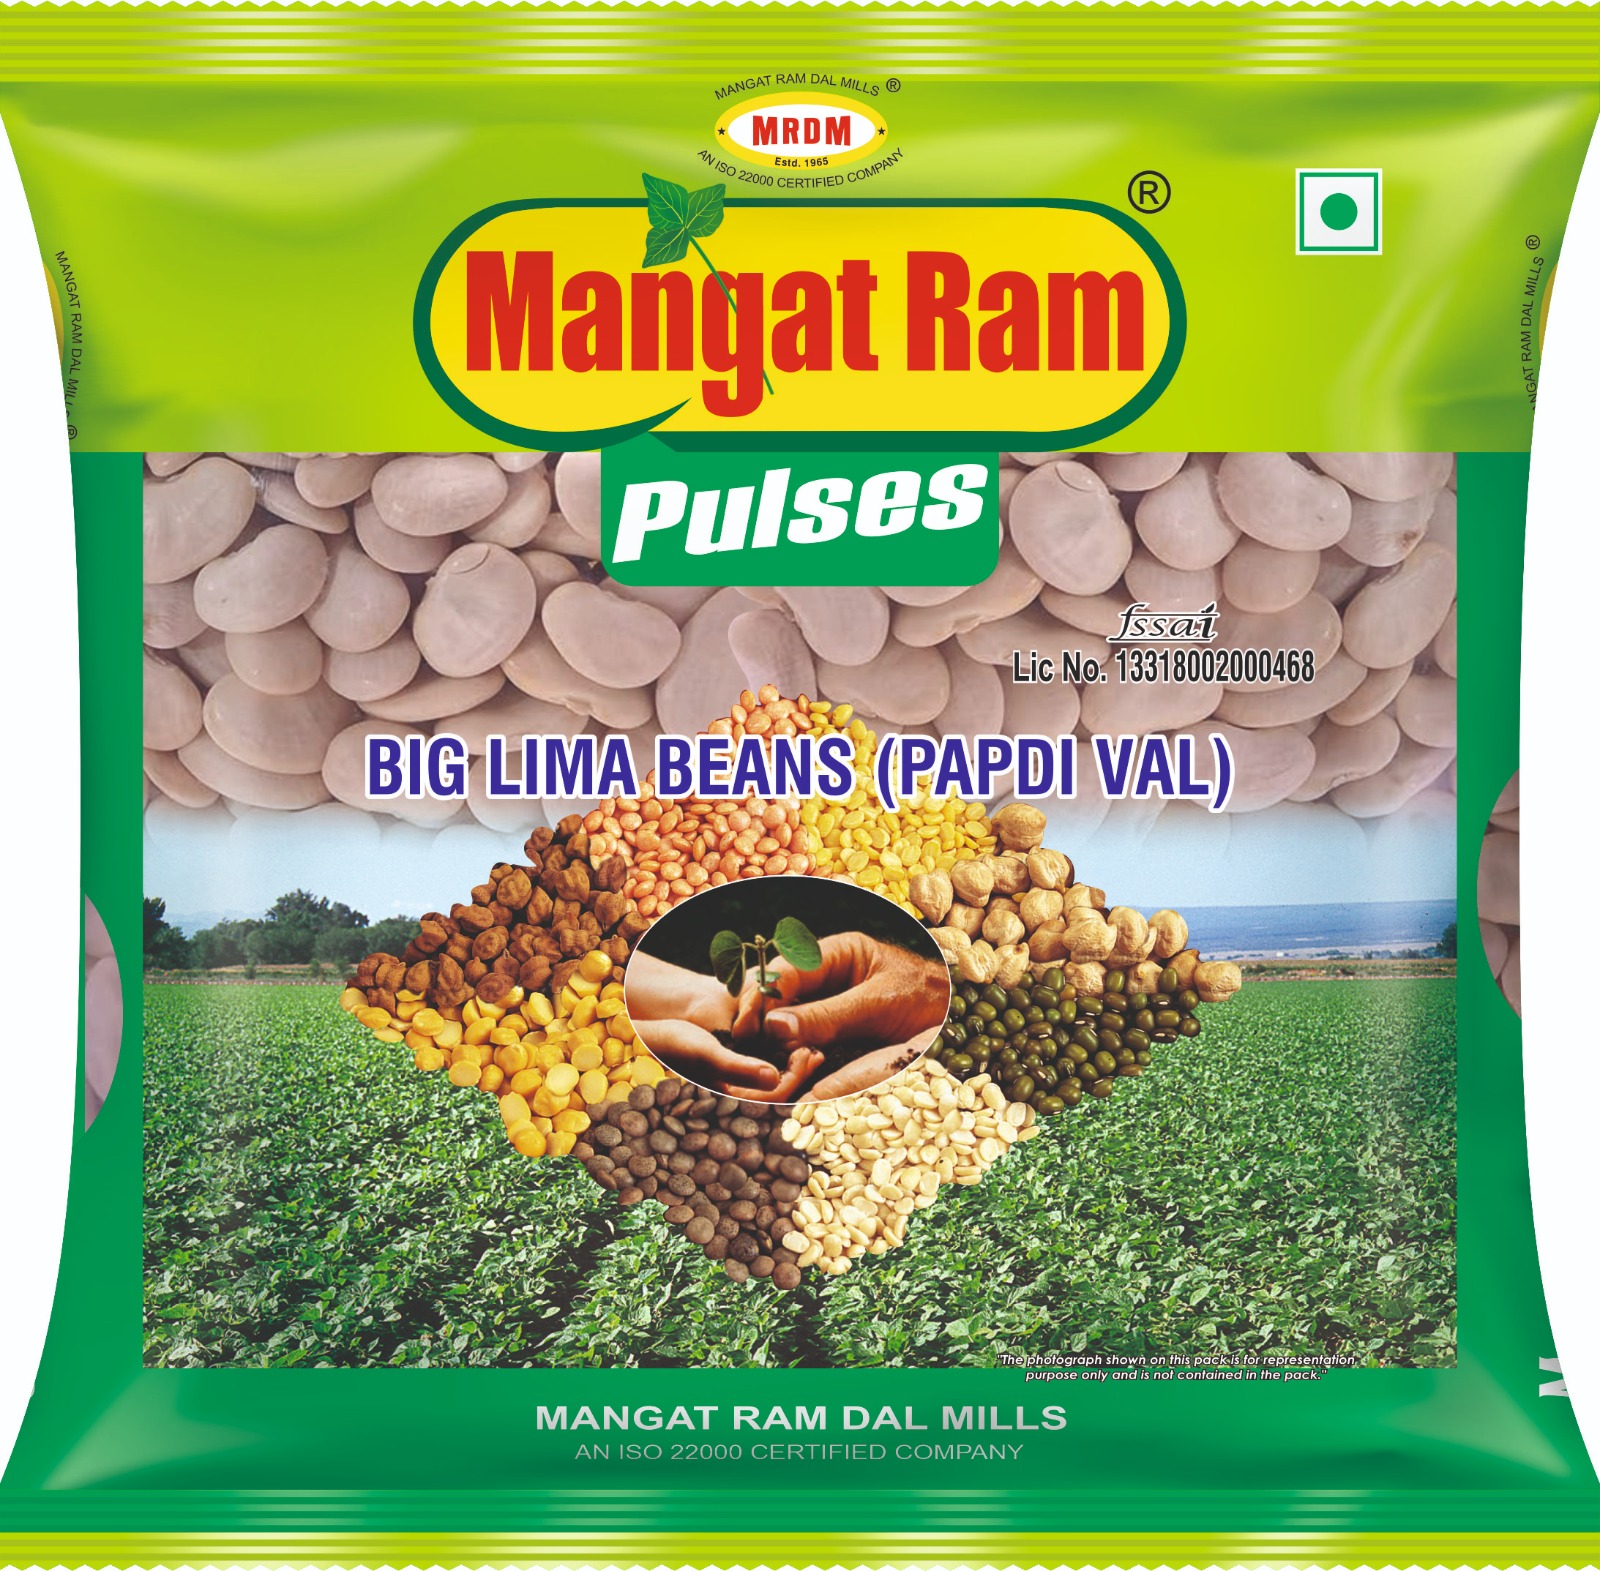 MANGAT RAM DAL MILLS ®
MRDM
Estd. 1965
AN ISO 22000 CERTIFIED COMPANY
®
Mangat Ram
Pulses
MANGAT RAM DAL MILLS ®
MANGAT RAM DAL MILLS ®
fssai
Lic No. 13318002000468
BIG LIMA BEANS (PAPDI VAL)
"The photograph shown on this pack is for representation
purpose only and is not contained in the pack."
MANGAT RAM DAL MILLS
AN ISO 22000 CERTIFIED COMPANY